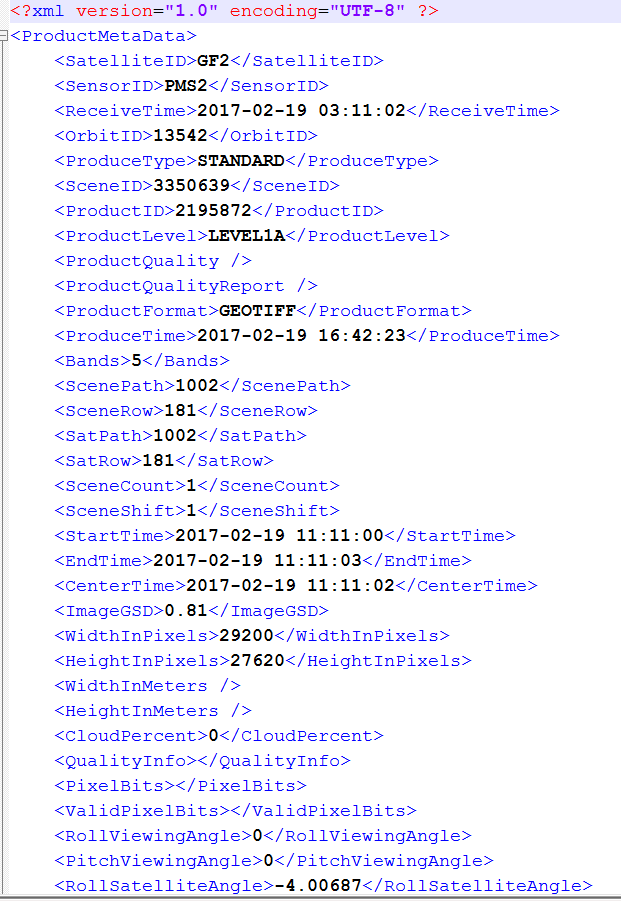 <?xml version="1.0" encoding="UTF-8" ?>
<ProductMetaData>
<SatelliteID>GF2</SatelliteID>
<SensorID>PMS2</SensorID>
<ReceiveTime>2017-02-19 03:11:02</ReceiveTime>
<OrbitID>13542</OrbitID>
<ProduceType>STANDARD</ProduceType>
<SceneID>3350639</SceneID>
<ProductID>2195872</ProductID>
<ProductLevel>LEVEL1A</ProductLevel>
<ProductQuality />
<ProductQualityReport />
<ProductFormat>GEOTIFF</ProductFormat>
<ProduceTime>2017-02-19 16:42:23</ProduceTime>
<Bands>5</Bands>
<ScenePath>1002</ScenePath>
<SceneRow>181</SceneRow>
<SatPath>1002</SatPath>
<SatRow>181</SatRow>
<SceneCount>1</SceneCount>
<SceneShift>1</SceneShift>
<StartTime>2017-02-19 11:11:00</StartTime>
<EndTime>2017-02-19 11:11:03</EndTime>
<CenterTime>2017-02-19 11:11:02</CenterTime>
<ImageGSD>0.81</ImageGSD>
<WidthInPixels>29200</WidthInPixels>
<HeightInPixels>27620</HeightInPixels>
<WidthInMeters />
<HeightInMeters />
<CloudPercent>0</CloudPercent>
<QualityInfo></QualityInfo>
<PixelBits></PixelBits>
<ValidPixelBits></ValidPixelBits>
<RollViewingAngle>0</RollViewingAngle>
<PitchViewingAngle>0</PitchViewingAngle>
<RollSatelliteAngle>-4.00687</RollSatelliteAngle>